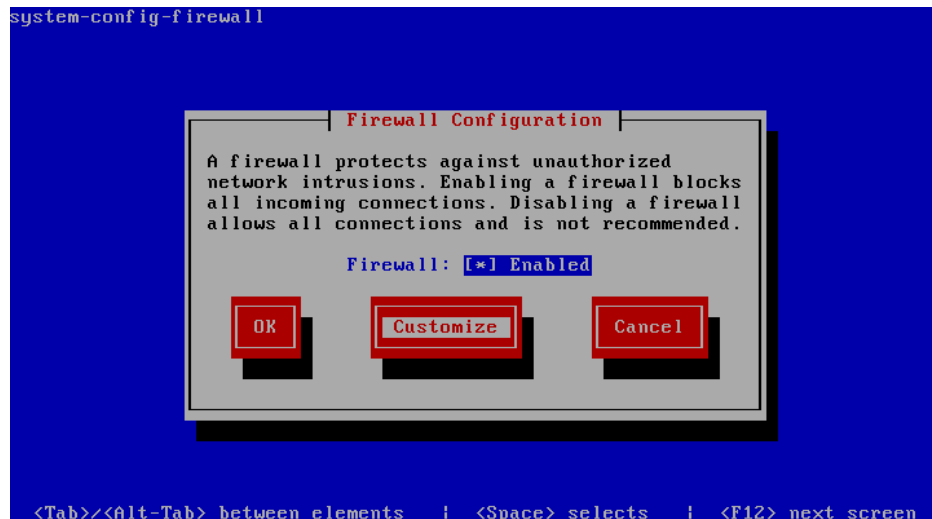 system-config-firewall
Firewall Configuration
A firewall protects against unauthorized
network intrusions. Enabling a firewall blocks
all incoming connections. Disabling a firewall
allows all connections and is not recommended.
Firewall: [*] Enabled
OK Customize Cancel
<Tab>/<Alt-Tab> between elements | <Space> selects | <F12> next screen